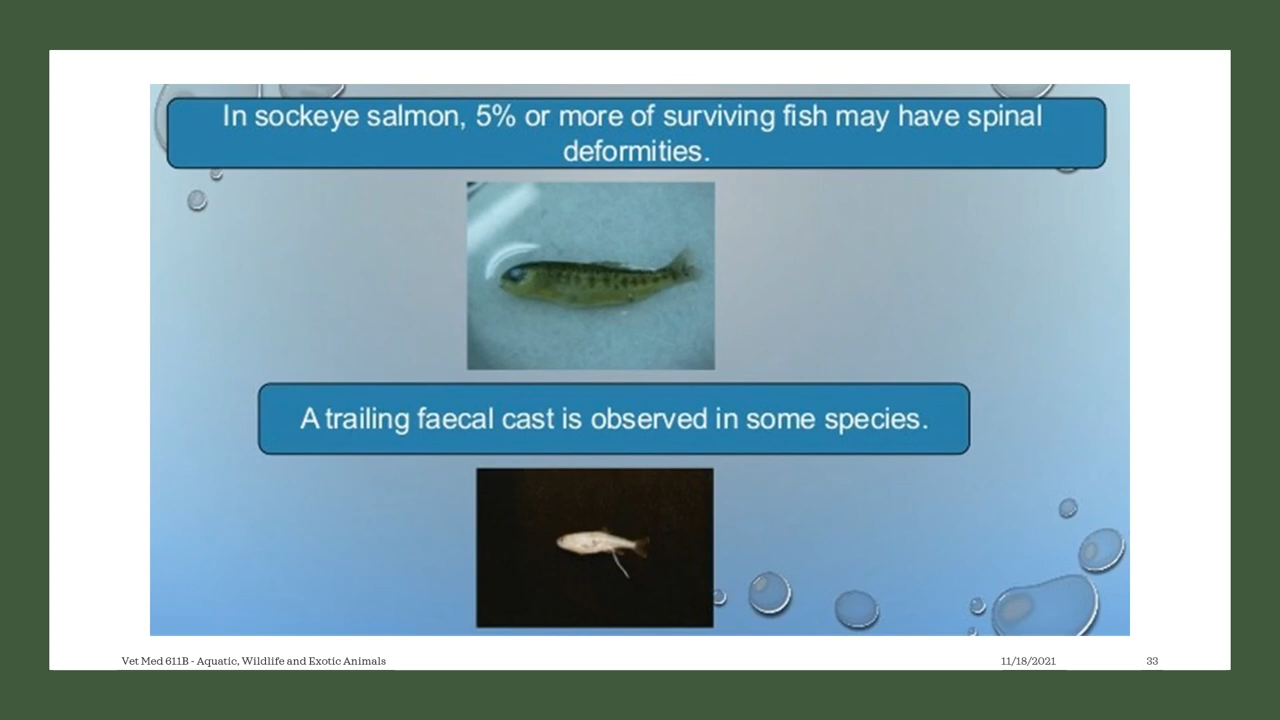 In sockeye salmon, 5% or more of surviving fish may have spinal
deformities.
A trailing faecal cast is observed in some species.
Vet Med 611B - Aquatic, Wildlife and Exotic Animals
11/18/2021
33